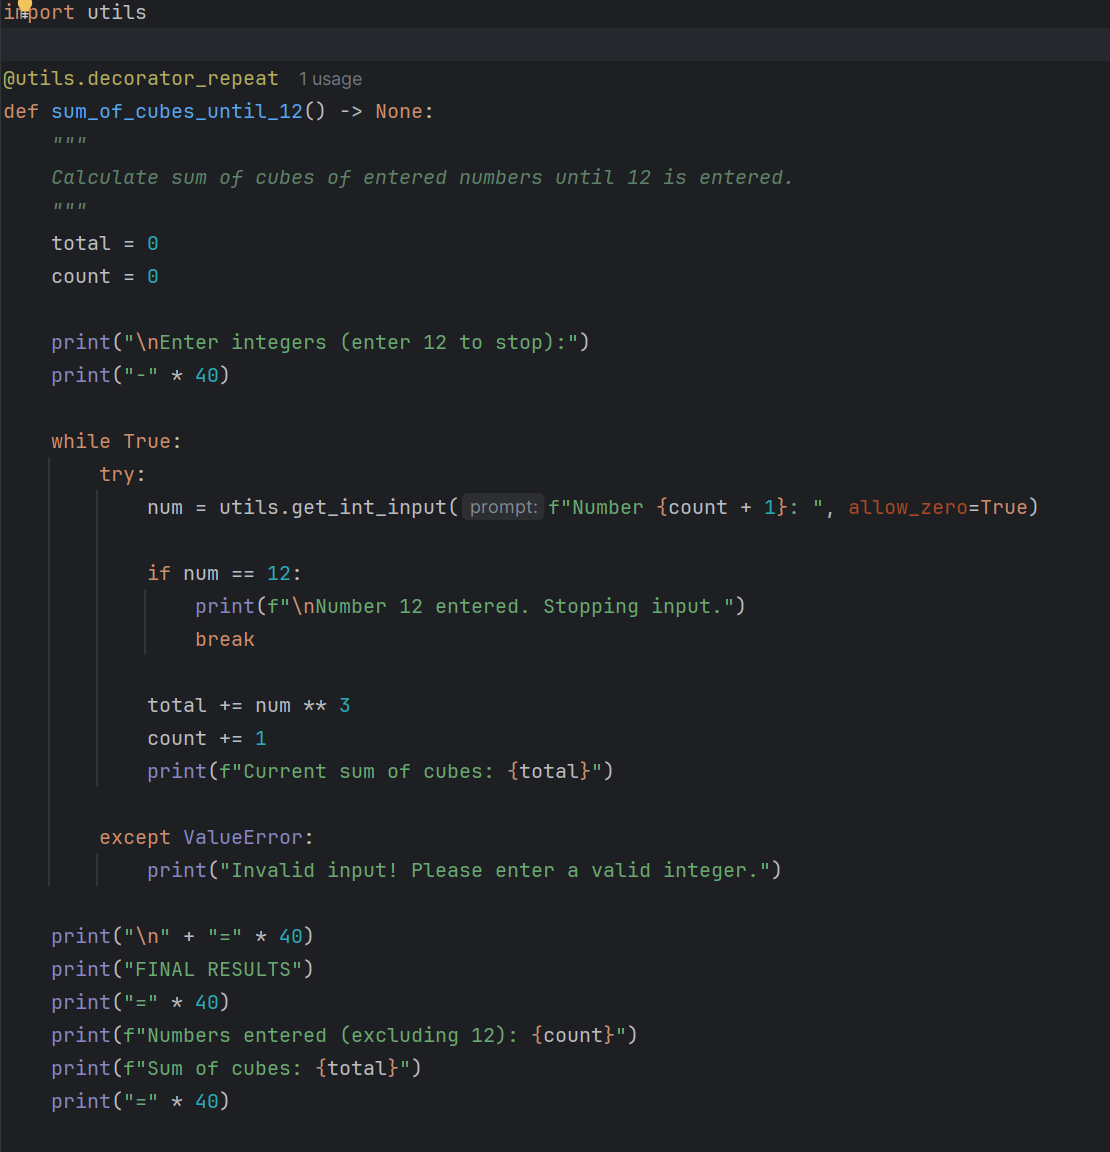 import utils
@utils.decorator_repeat 1 usage
def sum_of_cubes_until_12() -> None:
    """
    Calculate sum of cubes of entered numbers until 12 is entered.
    """
    total = 0
    count = 0
    print("\nEnter integers (enter 12 to stop):")
    print("-" * 40)
    while True:
        try:
            num = utils.get_int_input( prompt: f"Number {count + 1}: ", allow_zero=True)
            if num == 12:
                print(f"\nNumber 12 entered. Stopping input.")
                break
            total += num ** 3
            count += 1
            print(f"Current sum of cubes: {total}")
        except ValueError:
            print("Invalid input! Please enter a valid integer.")
    print("\n" + "=" * 40)
    print("FINAL RESULTS")
    print("=" * 40)
    print(f"Numbers entered (excluding 12): {count}")
    print(f"Sum of cubes: {total}")
    print("=" * 40)